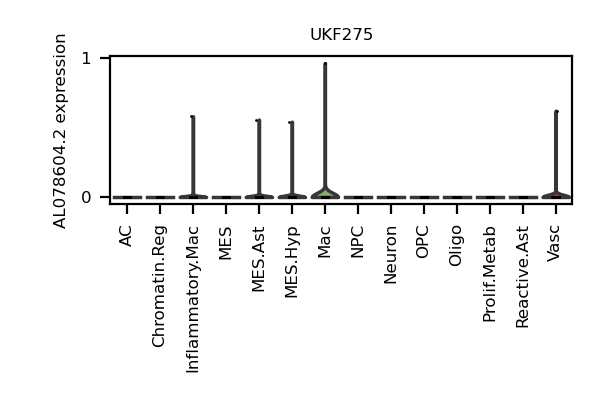 UKF275
AL078604.2 expression
1
0
AC
Chromatin.Reg
Inflammatory.Mac
MES
MES.Ast
MES.Hyp
Mac
NPC
Neuron
OPC
Oligo
Prolif.Metab
Reactive.Ast
Vasc